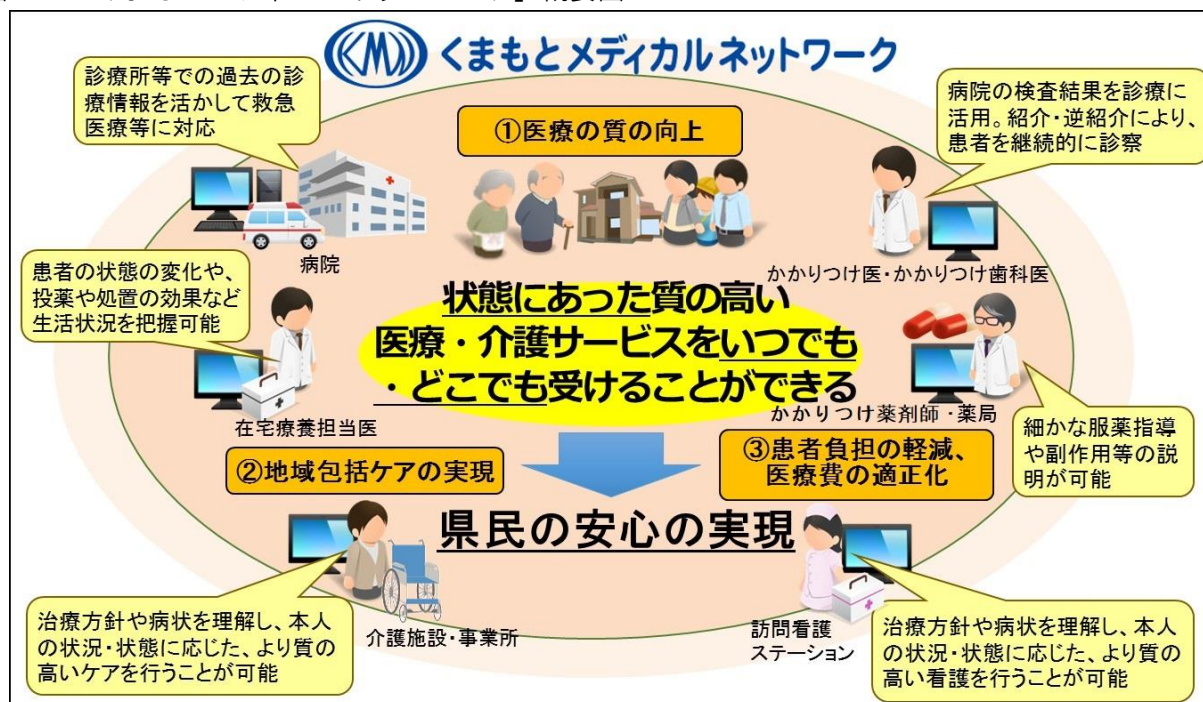 KMN くまもとメディカルネットワーク
診療所等での過去の診
療情報を活かして救急
医療等に対応
①医療の質の向上
病院の検査結果を診療に
活用。紹介・逆紹介により、
患者を継続的に診察
病院
かかりつけ医・かかりつけ歯科医
患者の状態の変化や、
投薬や処置の効果など
生活状況を把握可能
状態にあった質の高い
医療・介護サービスをいつでも
・どこでも受けることができる
在宅療養担当医
かかりつけ薬剤師・薬局
細かな服薬指導
や副作用等の説
明が可能
②地域包括ケアの実現
③患者負担の軽減、
医療費の適正化
県民の安心の実現
介護施設・事業所
訪問看護
ステーション
治療方針や病状を理解し、本人
の状況・状態に応じた、より質の
高いケアを行うことが可能
治療方針や病状を理解し、本人
の状況・状態に応じた、より質の
高い看護を行うことが可能